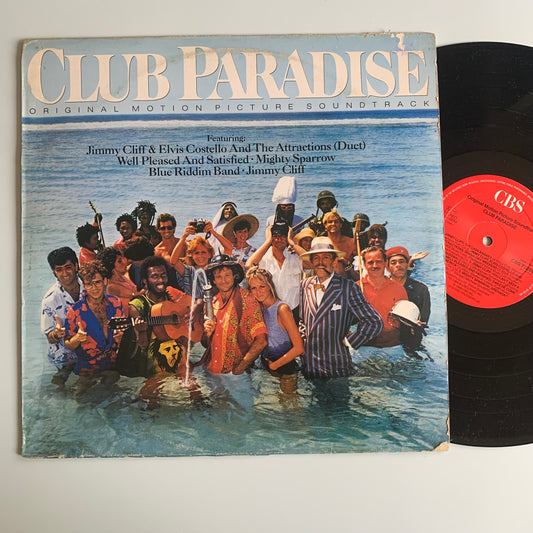 CLUB PARADISE
ORIGINAL MOTION PICTURE SOUNDTRACK
Featuring:
Jimmy Cliff & Elvis Costello And The Attractions (Duet)
Well Pleased And Satisfied · Mighty Sparrow
Blue Riddim Band · Jimmy Cliff
CBS
Original Motion Picture Soundtrack
CLUB PARADISE